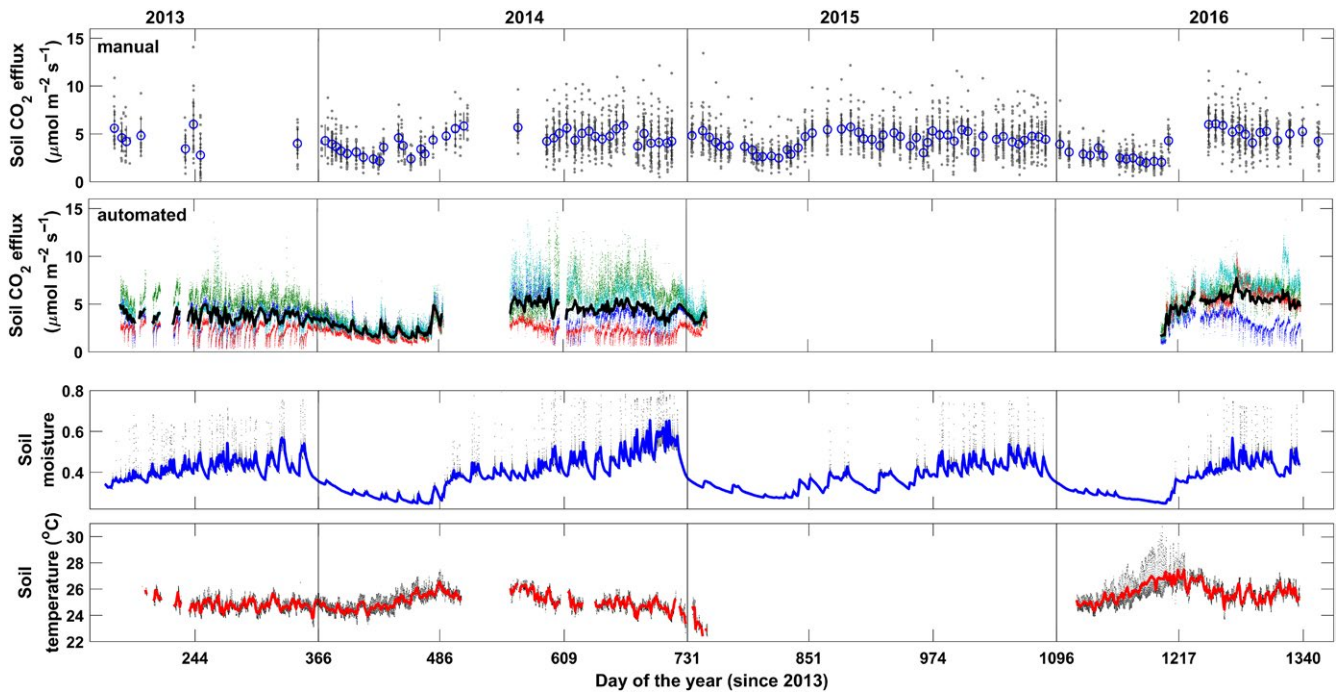 2013 2014 2015 2016
manual
Soil CO2 efflux
(μmol m−2 s−1)
15
10
5
0
automated
Soil CO2 efflux
(μmol m−2 s−1)
15
10
5
0
Soil
moisture
0.8
0.6
0.4
Soil
temperature (oC)
28
26
24
22
244 366 486 609 731 851 974 1096 1217 1340
Day of the year (since 2013)